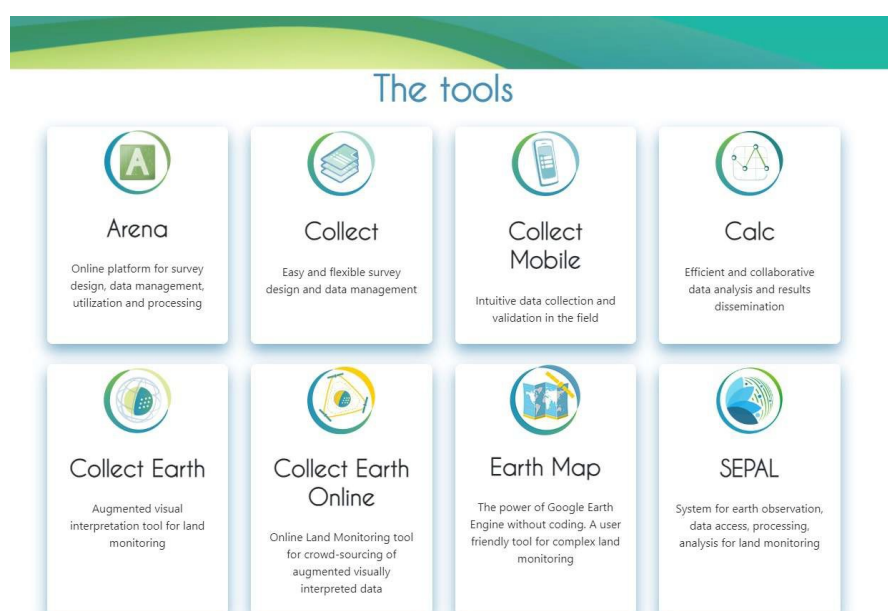 The tools
A
Arena
Online platform for survey
design, data management,
utilization and processing
Collect
Easy and flexible survey
design and data management
Collect
Mobile
Intuitive data collection and
validation in the field
Calc
Efficient and collaborative
data analysis and results
dissemination
Collect Earth
Augmented visual
interpretation tool for land
monitoring
Collect Earth
Online
Online Land Monitoring tool
for crowd-sourcing of
augmented visually
interpreted data
Earth Map
The power of Google Earth
Engine without coding. A user
friendly tool for complex land
monitoring
SEPAL
System for earth observation,
data access, processing,
analysis for land monitoring